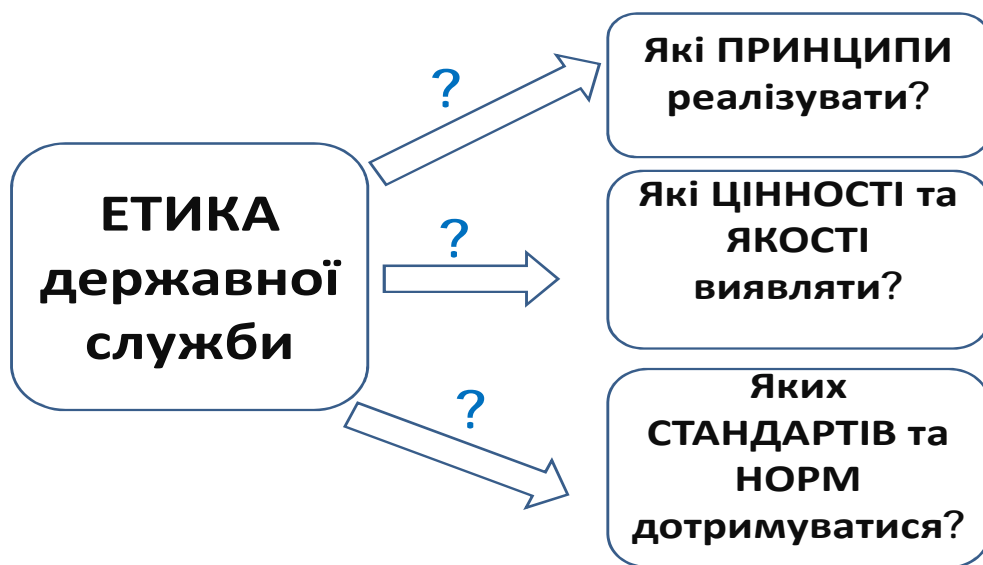 ЕТИКА
державної
служби
?
Які ПРИНЦИПИ
реалізувати?
?
Які ЦІННОСТІ та
ЯКОСТІ
виявляти?
?
Яких
СТАНДАРТІВ та
НОРМ
дотримуватися?